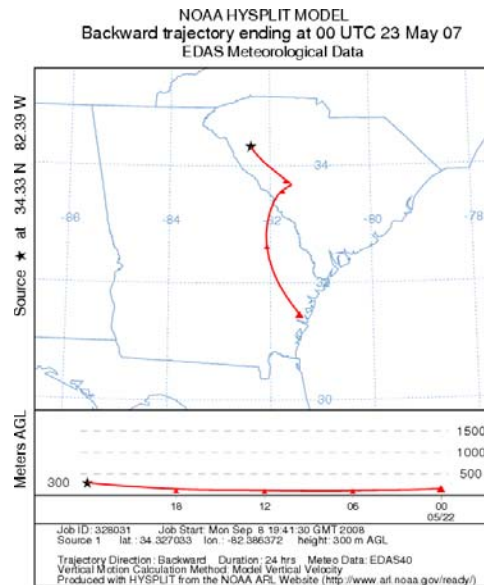 NOAA HYSPLIT MODEL
Backward trajectory ending at 00 UTC 23 May 07
EDAS Meteorological Data
Source ★ at 34.33 N 82.39 W
-86
-84
-82
-80
-78
34
30
Meters AGL
1500
1000
500
300
18
12
06
00
05/22
Job ID: 328031 Job Start: Mon Sep 8 19:41:30 GMT 2008
Source 1 lat.: 34.327033 lon.: -82.386372 height: 300 m AGL
Trajectory Direction: Backward Duration: 24 hrs Meteo Data: EDAS40
Vertical Motion Calculation Method: Model Vertical Velocity
Produced with HYSPLIT from the NOAA ARL Website (http://www.arl.noaa.gov/ready/)